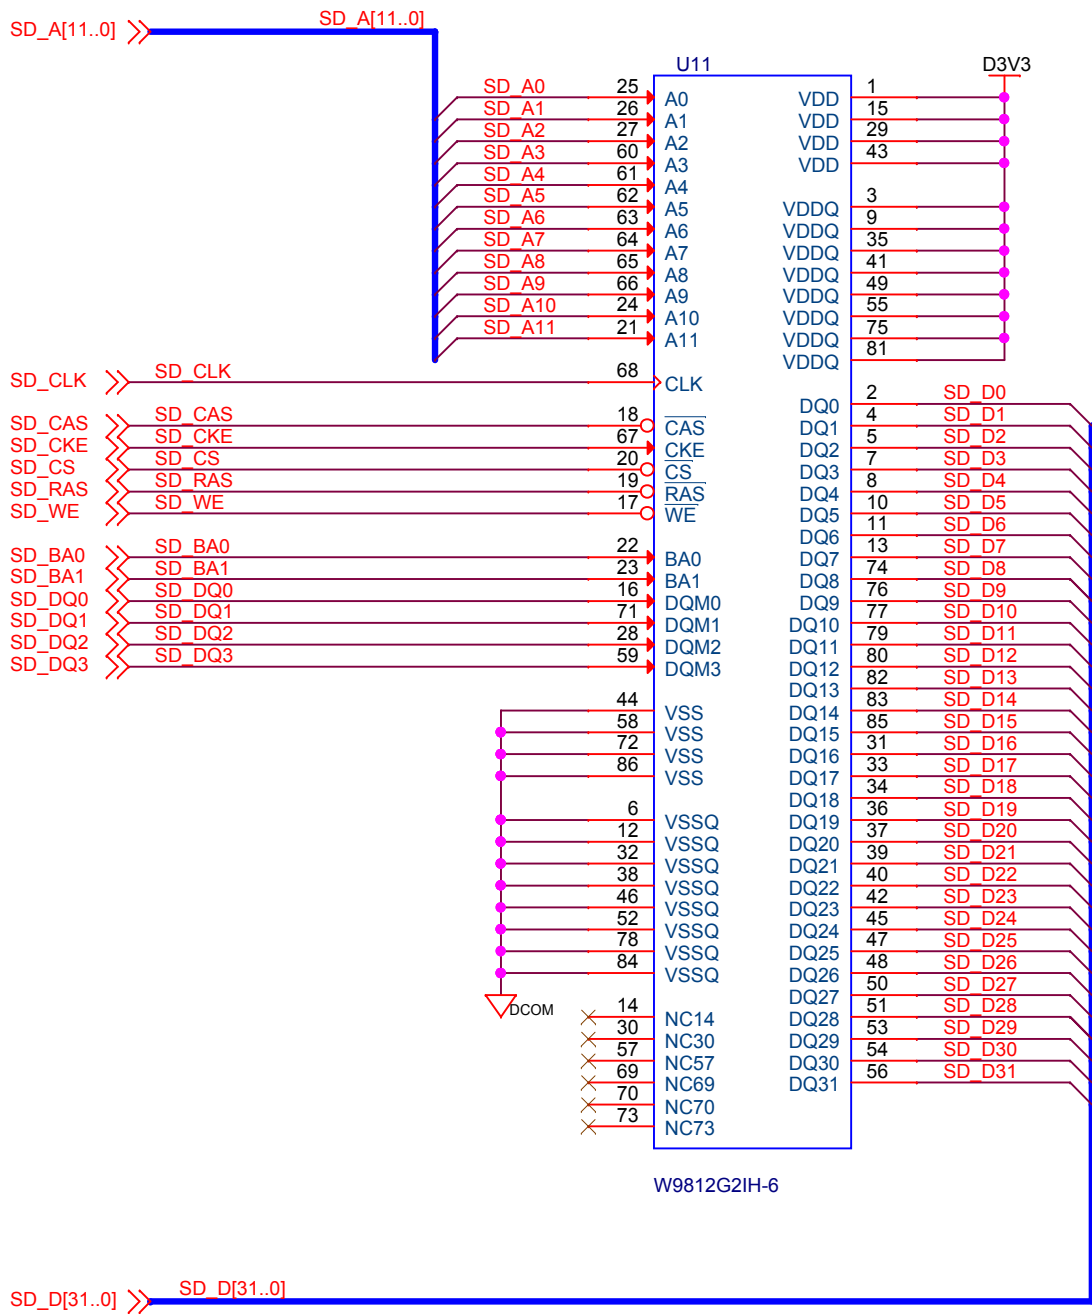 SD_A[11..0] SD_A[11..0]
U11 D3V3
SD_A0 25 A0 VDD 1
SD_A1 26 A1 VDD 15
SD_A2 27 A2 VDD 29
SD_A3 60 A3 VDD 43
SD_A4 61 A4
SD_A5 62 A5 VDDQ 3
SD_A6 63 A6 VDDQ 9
SD_A7 64 A7 VDDQ 35
SD_A8 65 A8 VDDQ 41
SD_A9 66 A9 VDDQ 49
SD_A10 24 A10 VDDQ 55
SD_A11 21 A11 VDDQ 75
VDDQ 81
SD_CLK SD_CLK 68 CLK
DQ0 2 SD_D0
SD_CAS SD_CAS 18 CAS DQ1 4 SD_D1
SD_CKE SD_CKE 67 CKE DQ2 5 SD_D2
SD_CS SD_CS 20 CS DQ3 7 SD_D3
SD_RAS SD_RAS 19 RAS DQ4 8 SD_D4
SD_WE SD_WE 17 WE DQ5 10 SD_D5
DQ6 11 SD_D6
SD_BA0 SD_BA0 22 BA0 DQ7 13 SD_D7
SD_BA1 SD_BA1 23 BA1 DQ8 74 SD_D8
SD_DQ0 SD_DQ0 16 DQM0 DQ9 76 SD_D9
SD_DQ1 SD_DQ1 71 DQM1 DQ10 77 SD_D10
SD_DQ2 SD_DQ2 28 DQM2 DQ11 79 SD_D11
SD_DQ3 SD_DQ3 59 DQM3 DQ12 80 SD_D12
DQ13 82 SD_D13
44 VSS DQ14 83 SD_D14
58 VSS DQ15 85 SD_D15
72 VSS DQ16 31 SD_D16
86 VSS DQ17 33 SD_D17
DQ18 34 SD_D18
6 VSSQ DQ19 36 SD_D19
12 VSSQ DQ20 37 SD_D20
32 VSSQ DQ21 39 SD_D21
38 VSSQ DQ22 40 SD_D22
46 VSSQ DQ23 42 SD_D23
52 VSSQ DQ24 45 SD_D24
78 VSSQ DQ25 47 SD_D25
84 VSSQ DQ26 48 SD_D26
DQ27 50 SD_D27
DCOM 14 NC14 DQ28 51 SD_D28
30 NC30 DQ29 53 SD_D29
57 NC57 DQ30 54 SD_D30
69 NC69 DQ31 56 SD_D31
70 NC70
73 NC73
W9812G2IH-6
SD_D[31..0] SD_D[31..0]